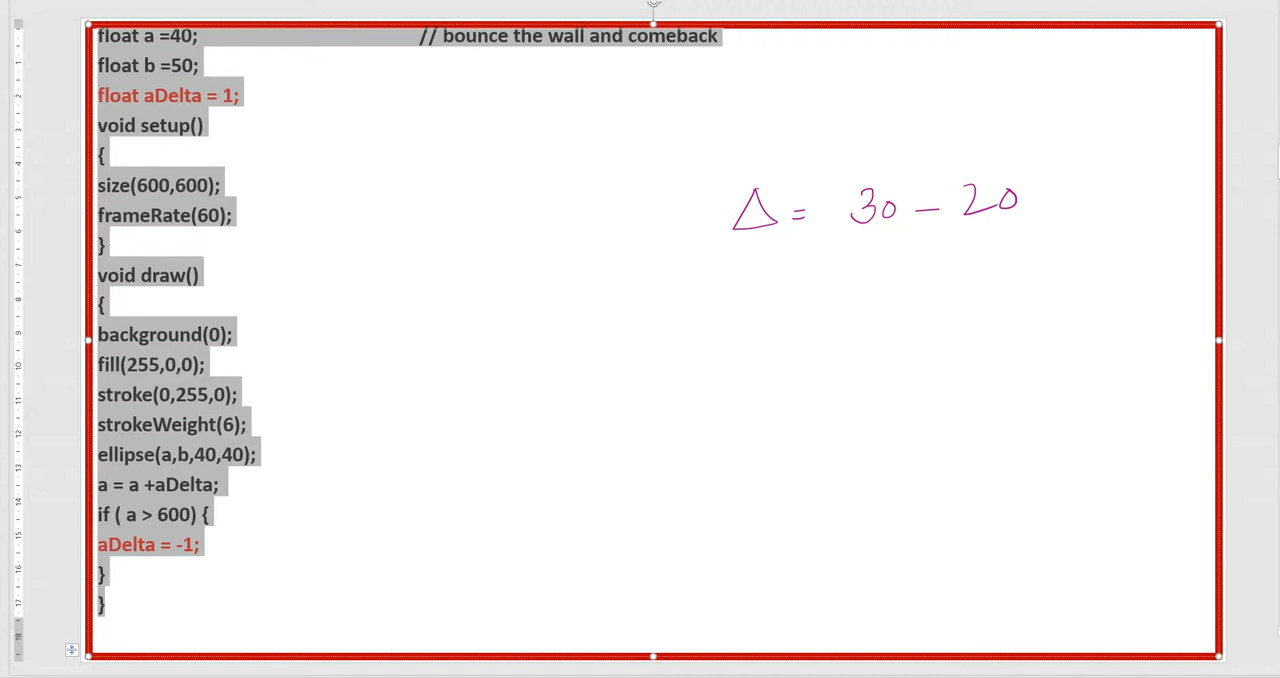 float a =40; // bounce the wall and comeback
float b =50;
float aDelta = 1;
void setup()
{
size(600,600);
Δ = 30 - 20
frameRate(60);
}
void draw()
{
background(0);
fill(255,0,0);
stroke(0,255,0);
strokeWeight(6);
ellipse(a,b,40,40);
a = a +aDelta;
if ( a > 600) {
aDelta = -1;
}
}